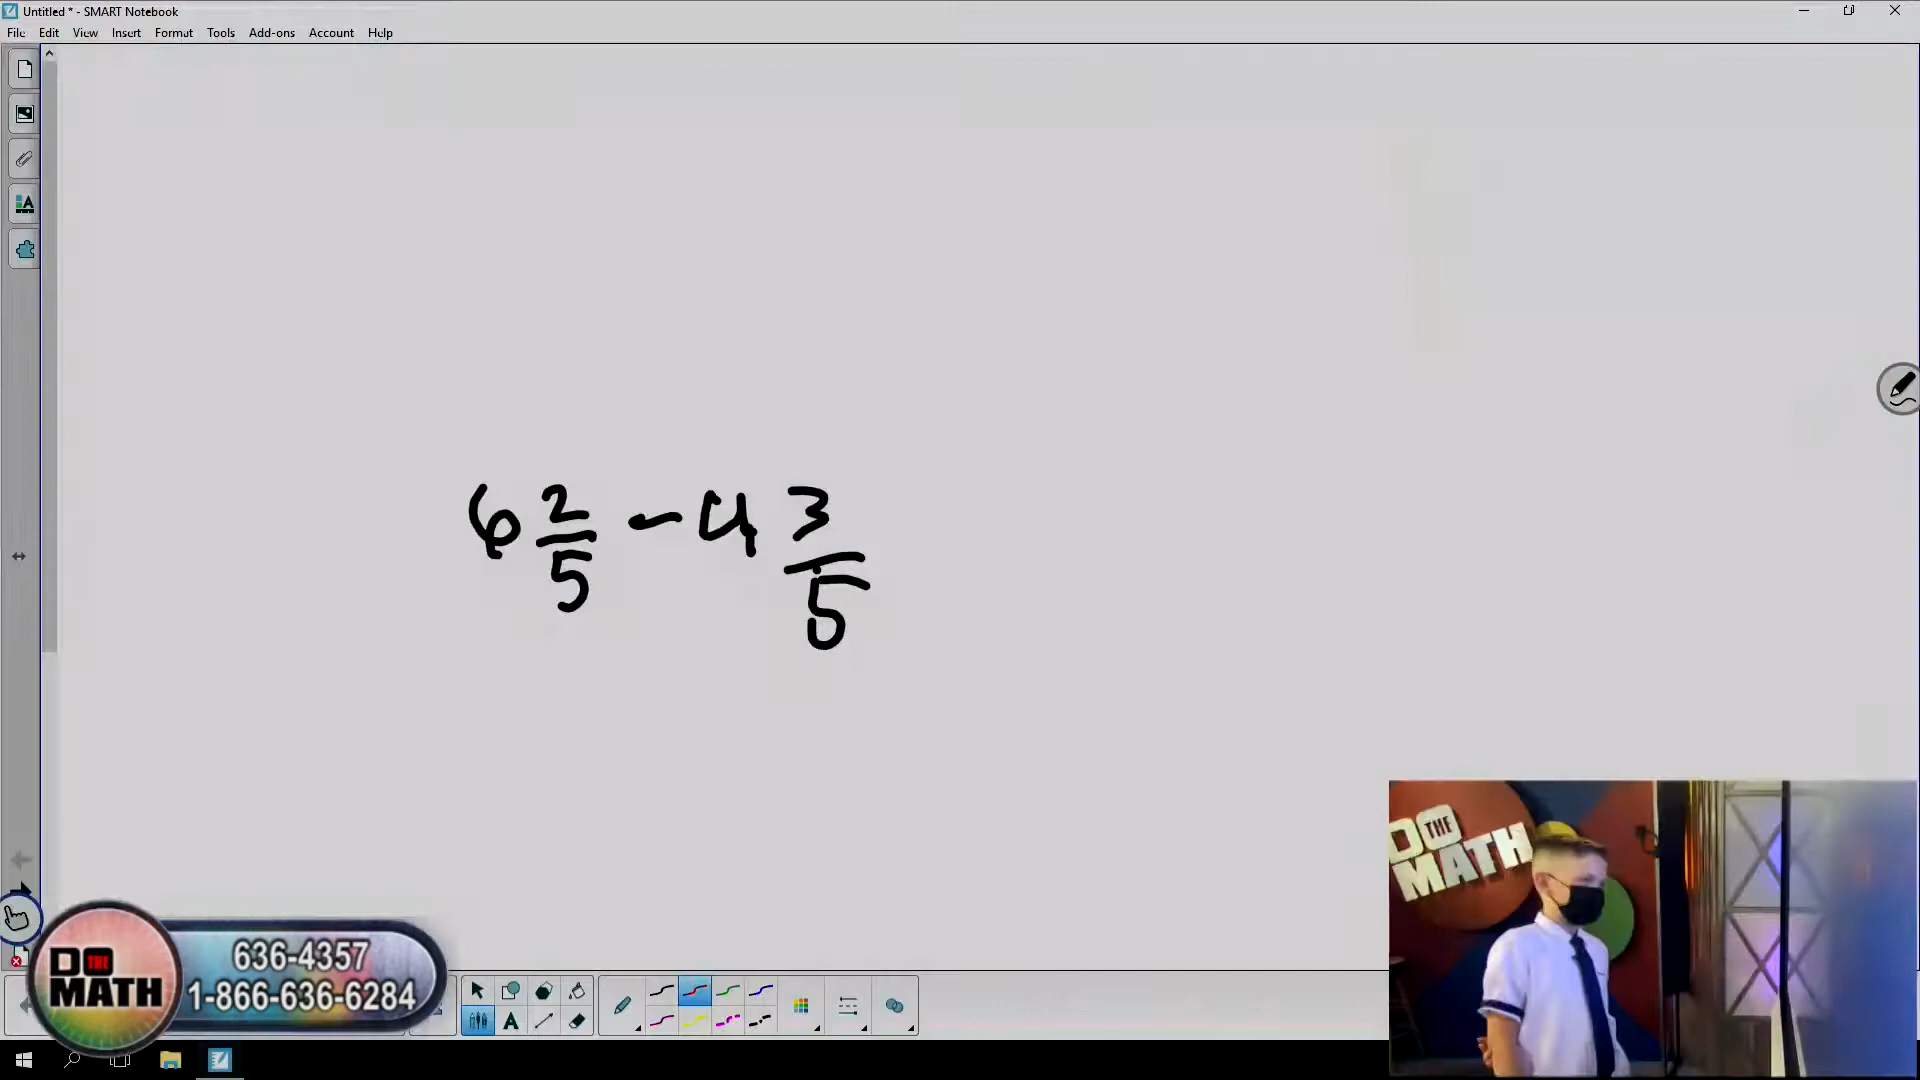 Untitled * - SMART Notebook
File Edit View Insert Format Tools Add-ons Account Help
6 2/5 - 4 3/5
DO THE MATH
DO THE MATH
636-4357
1-866-636-6284